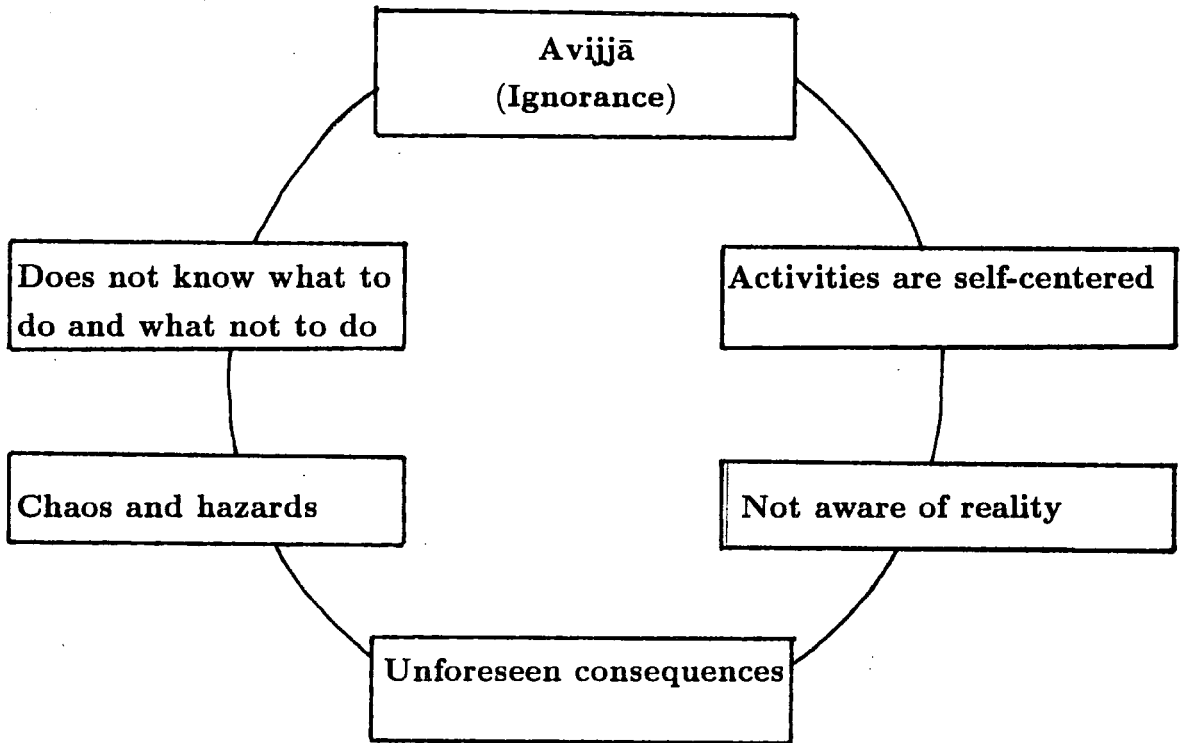 Avijjā
(Ignorance)
Activities are self-centered
Not aware of reality
Unforeseen consequences
Chaos and hazards
Does not know what to
do and what not to do